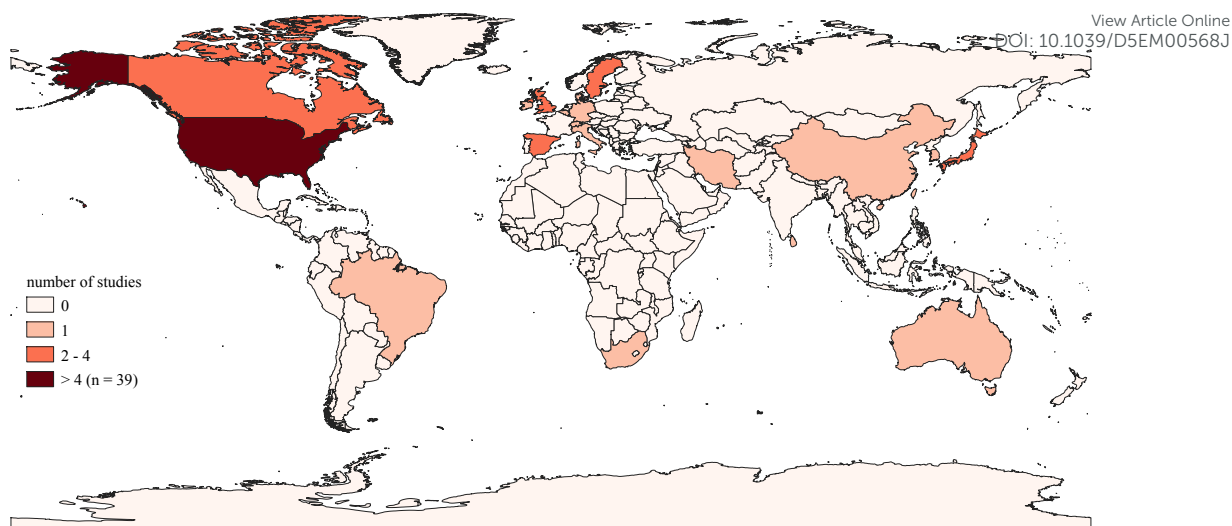 View Article Online
DOI: 10.1039/D5EM00568J
number of studies
0
1
2 - 4
> 4 (n = 39)